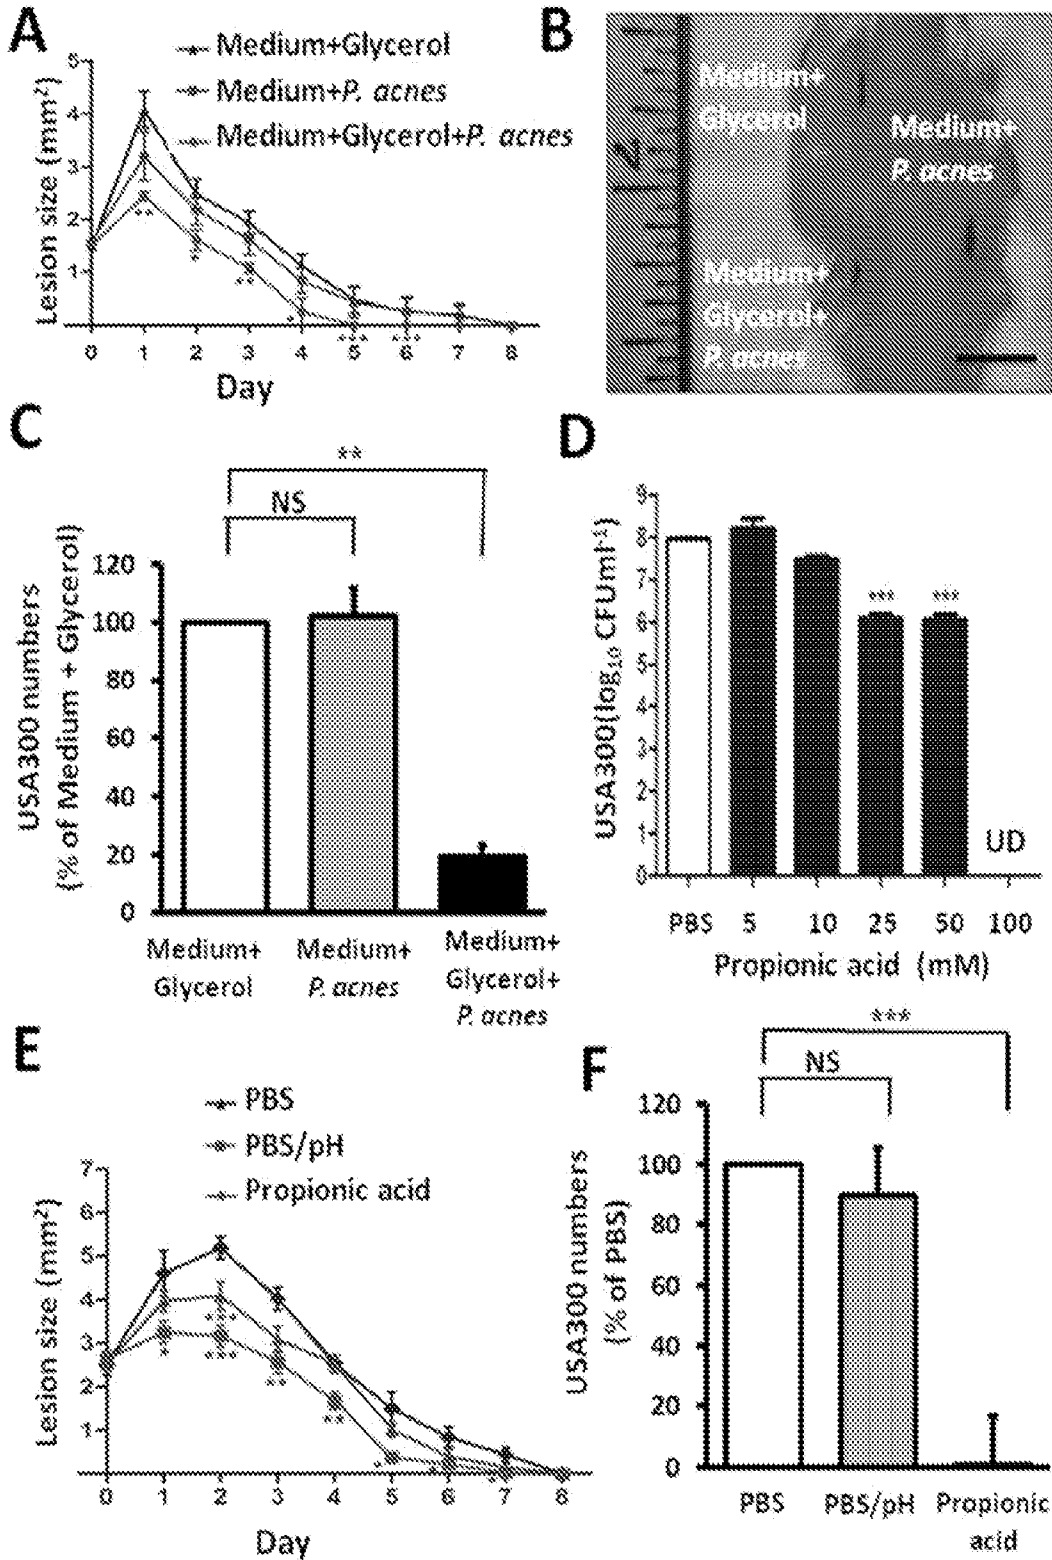 A
Medium+Glycerol
Medium+P. acnes
Medium+Glycerol+P. acnes
Lesion size (mm²)
5
4
3
2
1
**
*
**
*
***
***
0 1 2 3 4 5 6 7 8
Day
B
Medium+
Glycerol
Medium+
P. acnes
Medium+
Glycerol+
P. acnes
2
C
**
NS
USA300 numbers
(% of Medium + Glycerol)
120
100
80
60
40
20
0
Medium+
Glycerol
Medium+
P. acnes
Medium+
Glycerol+
P. acnes
D
USA300(log₁₀ CFUml⁻¹)
9
8
7
6
5
4
3
2
1
0
***
***
UD
PBS 5 10 25 50 100
Propionic acid (mM)
E
PBS
PBS/pH
Propionic acid
Lesion size (mm²)
7
6
5
4
3
2
1
***
***
**
**
*
0 1 2 3 4 5 6 7 8
Day
F
***
NS
USA300 numbers
(% of PBS)
120
100
80
60
40
20
0
PBS
PBS/pH
Propionic
acid